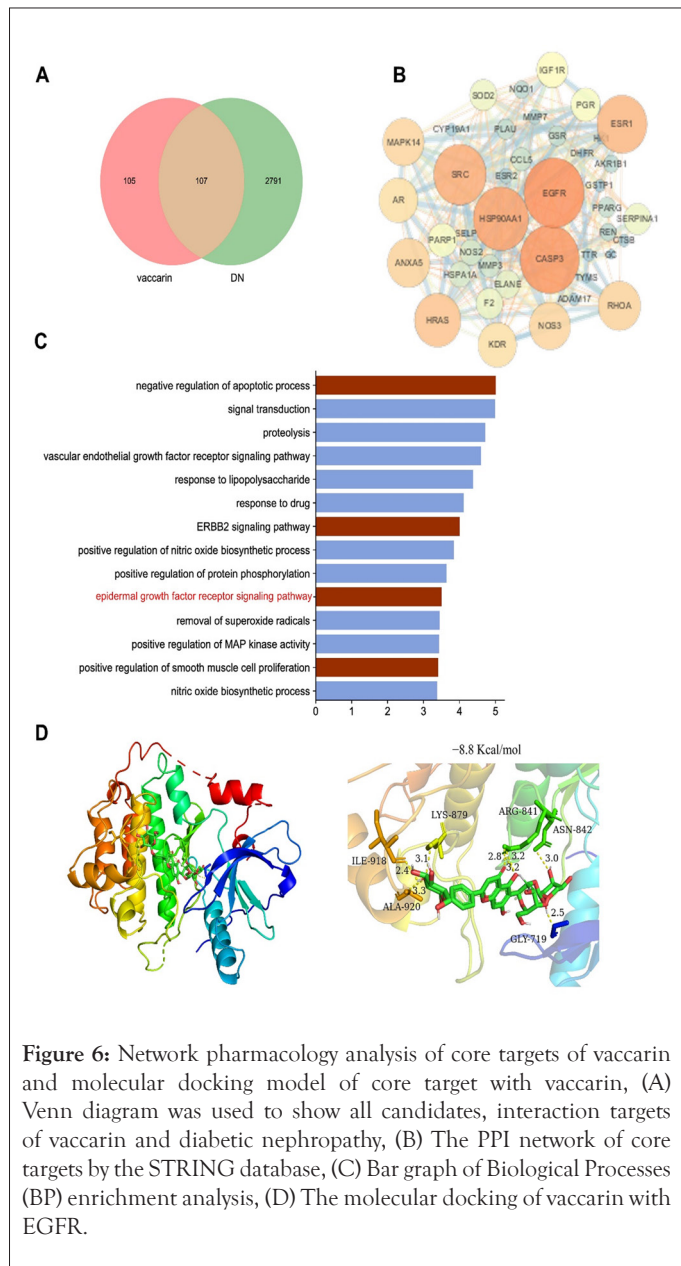 A
105
107
2791
vaccarin
DN
B
IGF1R
NQO1
SOD2
MMP7
PGR
ESR1
CYP19A1
PLAU
GSR
MAPK14
DHFR
CCL5
AKR1B1
SRC
ESR2
EGFR
GSTP1
AR
HSP90AA1
PPARG
SERPINA1
SELP
REN
PARP1
CTSB
NOS2
CASP3
TTR
GC
ANXA5
MMP3
HSPA1A
TYMS
ELANE
ADAM17
RHOA
F2
HRAS
NOS3
KDR
C
negative regulation of apoptotic process
signal transduction
proteolysis
vascular endothelial growth factor receptor signaling pathway
response to lipopolysaccharide
response to drug
ERBB2 signaling pathway
positive regulation of nitric oxide biosynthetic process
positive regulation of protein phosphorylation
epidermal growth factor receptor signaling pathway
removal of superoxide radicals
positive regulation of MAP kinase activity
positive regulation of smooth muscle cell proliferation
nitric oxide biosynthetic process
0 1 2 3 4 5
D
−8.8 Kcal/mol
ARG-841
LYS-879
ASN-842
ILE-918
3.1
2.8
3.2
3.0
2.4
3.2
3.3
ALA-920
2.5
GLY-719
Figure 6: Network pharmacology analysis of core targets of vaccarin
and molecular docking model of core target with vaccarin, (A)
Venn diagram was used to show all candidates, interaction targets
of vaccarin and diabetic nephropathy, (B) The PPI network of core
targets by the STRING database, (C) Bar graph of Biological Processes
(BP) enrichment analysis, (D) The molecular docking of vaccarin with
EGFR.